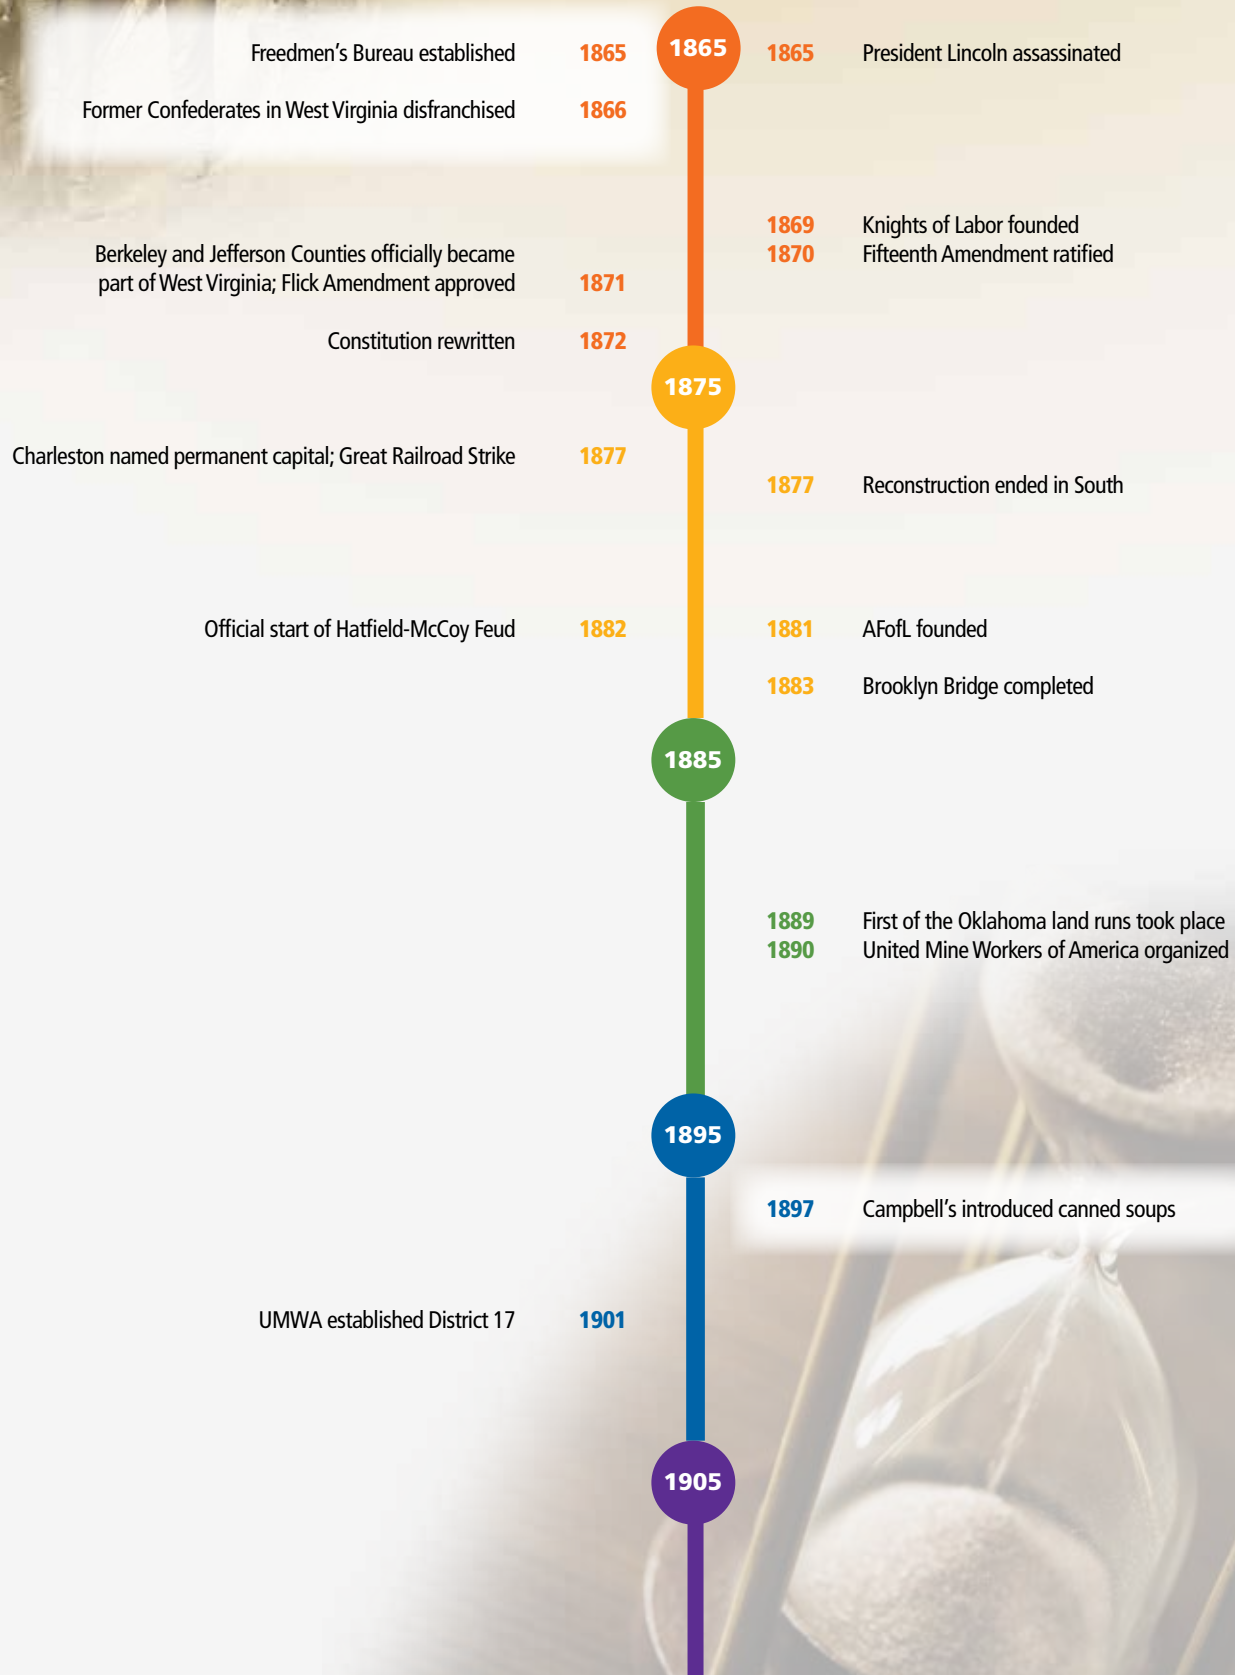 Freedmen's Bureau established 1865 1865 1865 President Lincoln assassinated
Former Confederates in West Virginia disfranchised 1866
1869 Knights of Labor founded
Berkeley and Jefferson Counties officially became 1870 Fifteenth Amendment ratified
part of West Virginia; Flick Amendment approved 1871
Constitution rewritten 1872
1875
Charleston named permanent capital; Great Railroad Strike 1877
1877 Reconstruction ended in South
Official start of Hatfield-McCoy Feud 1882 1881 AFofL founded
1883 Brooklyn Bridge completed
1885
1889 First of the Oklahoma land runs took place
1890 United Mine Workers of America organized
1895
1897 Campbell's introduced canned soups
UMWA established District 17 1901
1905